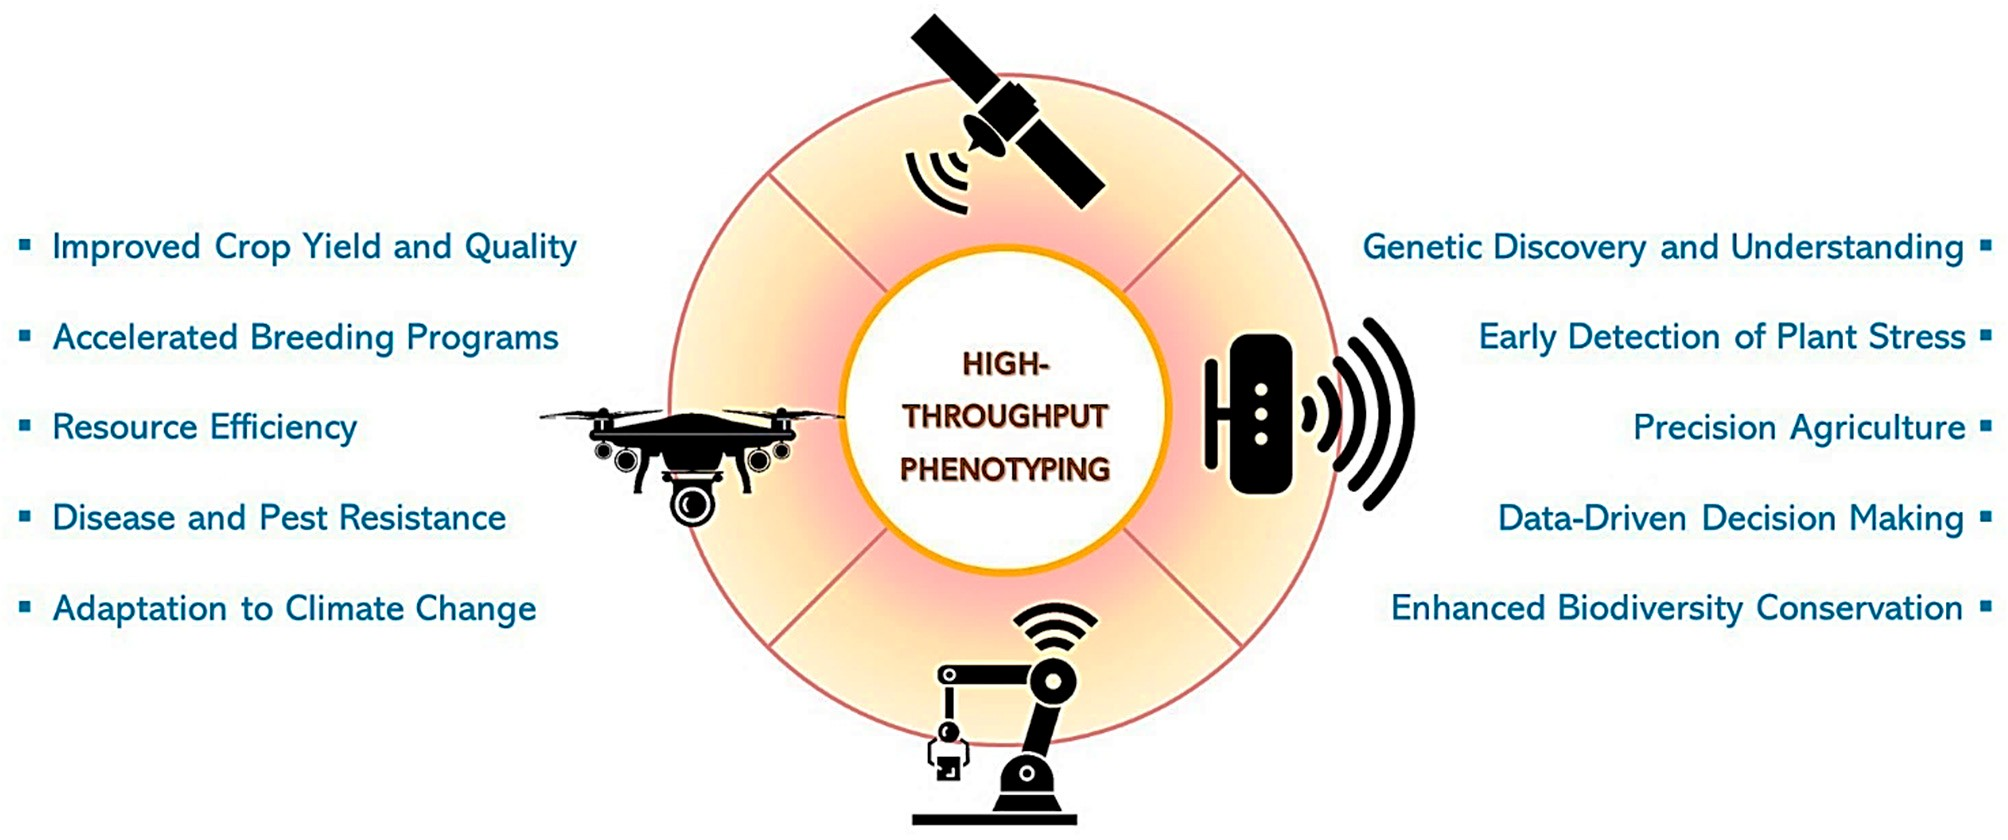 Improved Crop Yield and Quality
Accelerated Breeding Programs
Resource Efficiency
Disease and Pest Resistance
Adaptation to Climate Change
HIGH-
THROUGHPUT
PHENOTYPING
Genetic Discovery and Understanding
Early Detection of Plant Stress
Precision Agriculture
Data-Driven Decision Making
Enhanced Biodiversity Conservation